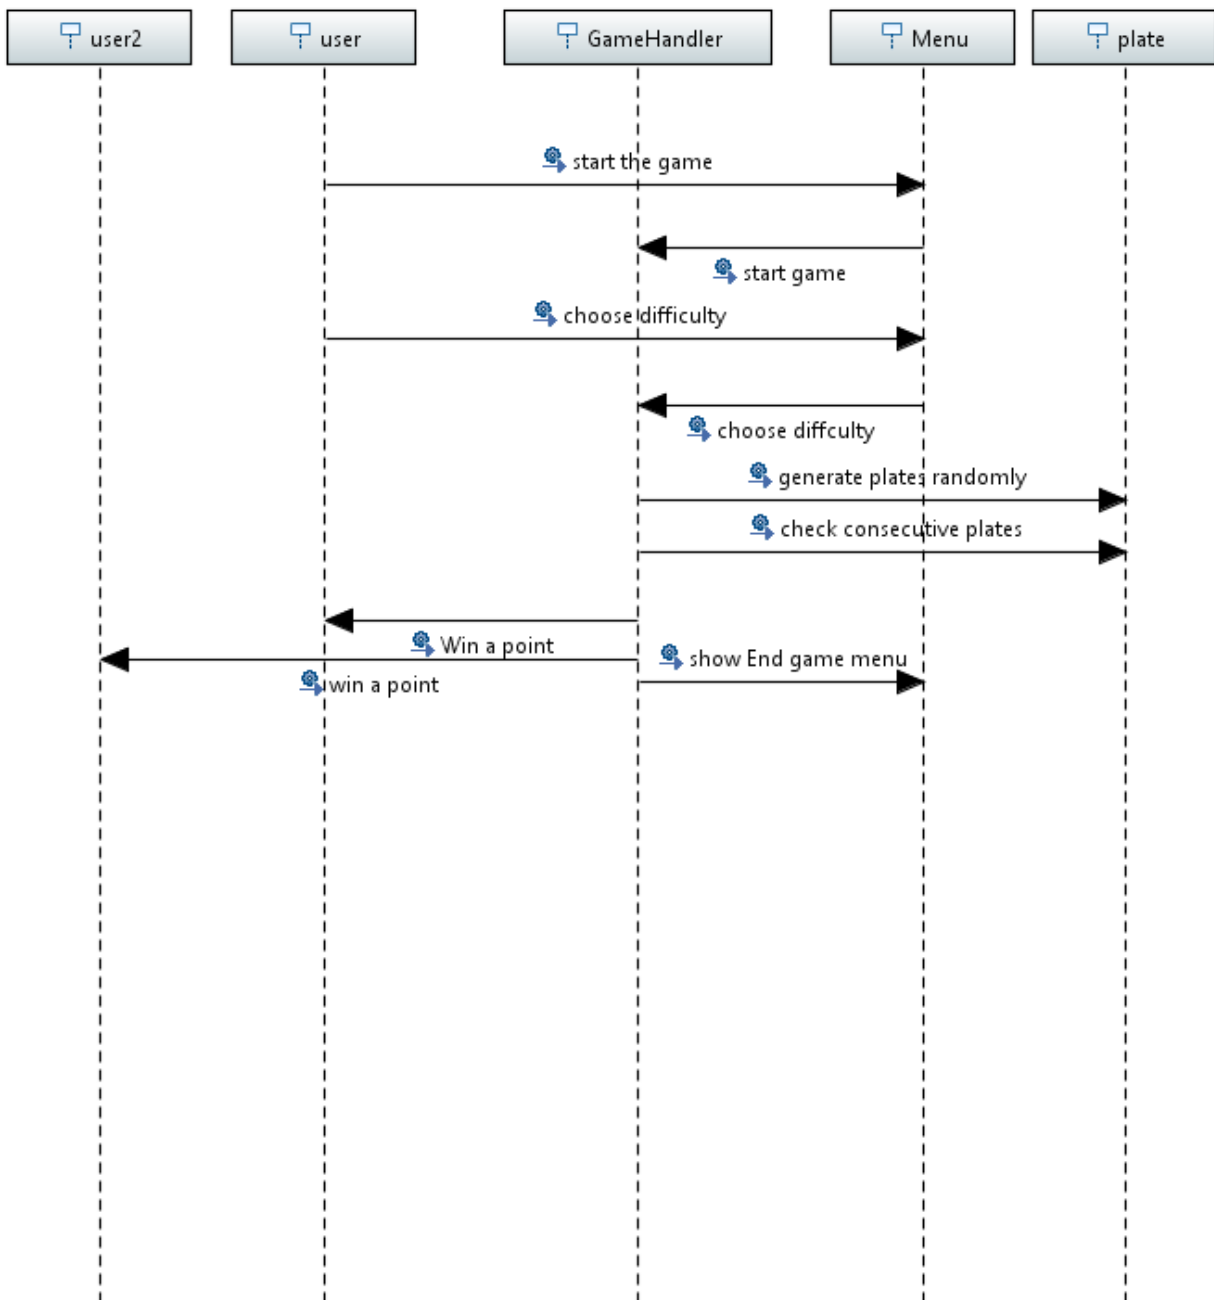 user2
user
GameHandler
Menu
plate
start the game
start game
choose difficulty
choose diffculty
generate plates randomly
check consecutive plates
Win a point
show End game menu
win a point